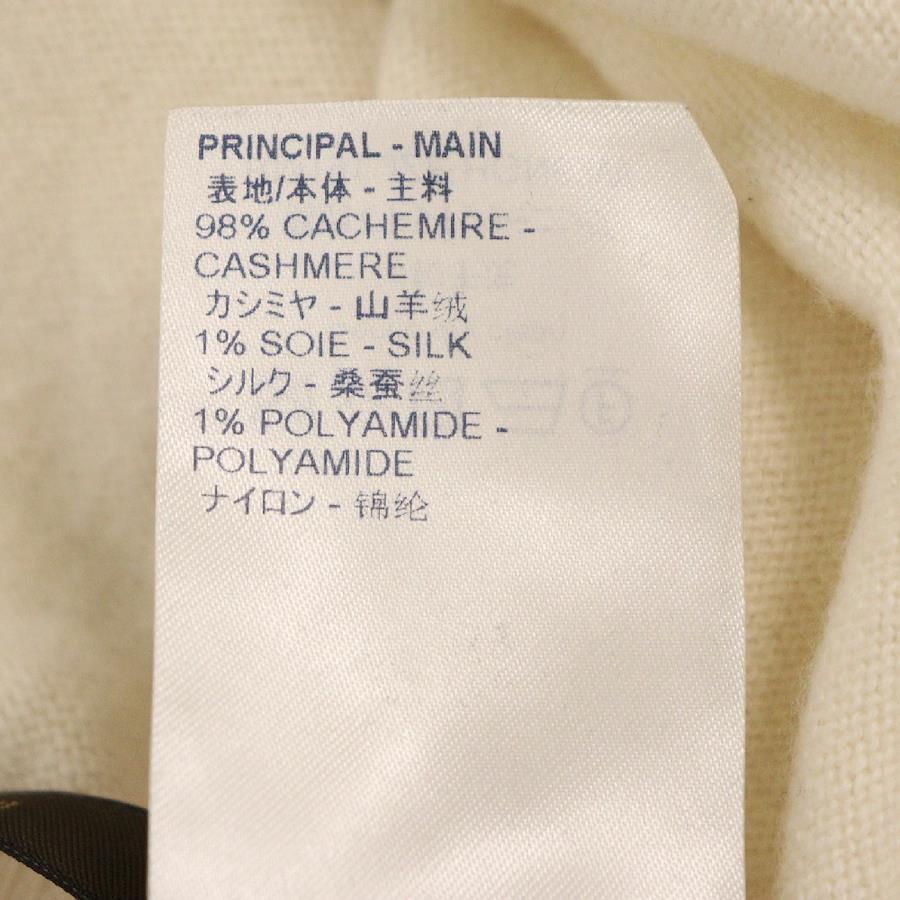 PRINCIPAL - MAIN
表地/本体 - 主料
98% CACHEMIRE -
CASHMERE
カシミヤ - 山羊绒
1% SOIE - SILK
シルク - 桑蚕丝
1% POLYAMIDE -
POLYAMIDE
ナイロン - 锦纶